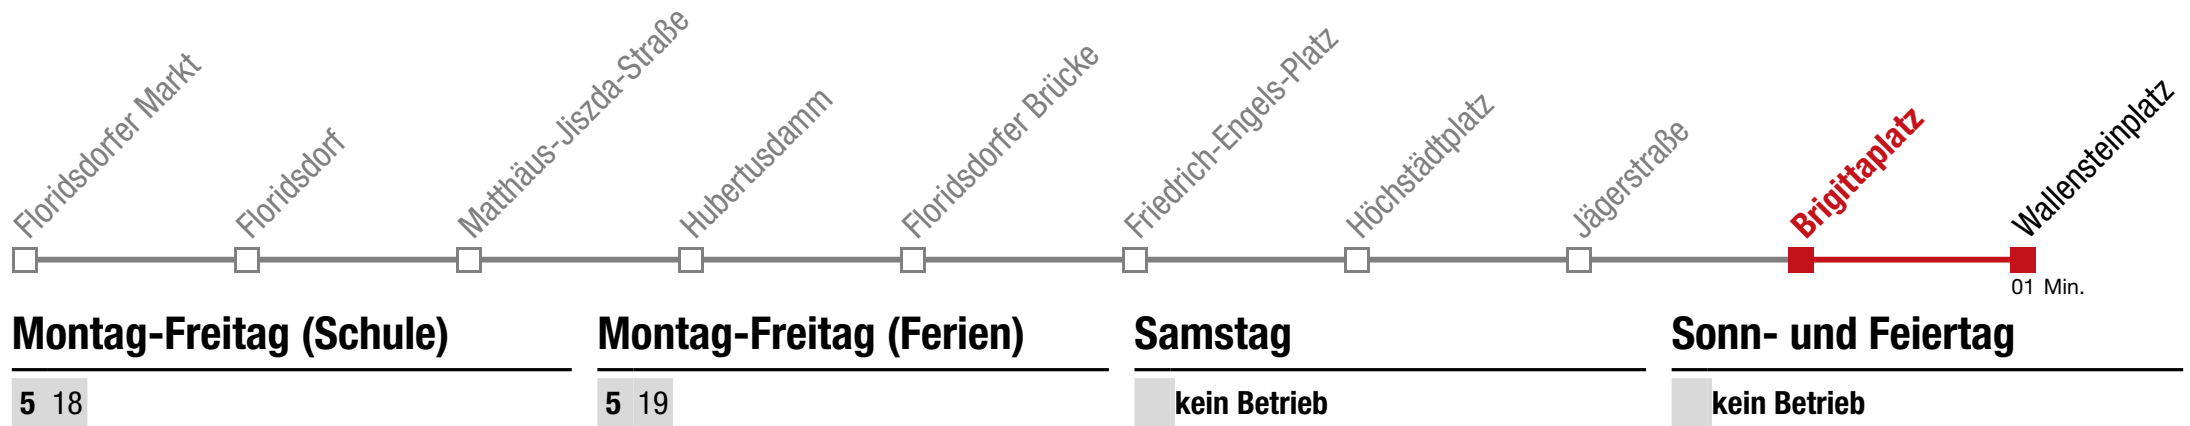 Floridsdorfer Markt
Floridsdorf
Matthäus-Jiszda-Straße
Hubertusdamm
Floridsdorfer Brücke
Friedrich-Engels-Platz
Höchstädtplatz
Jägerstraße
Brigittaplatz
Wallensteinplatz
01 Min.
Montag-Freitag (Schule)
5 18
Montag-Freitag (Ferien)
5 19
Samstag
kein Betrieb
Sonn- und Feiertag
kein Betrieb